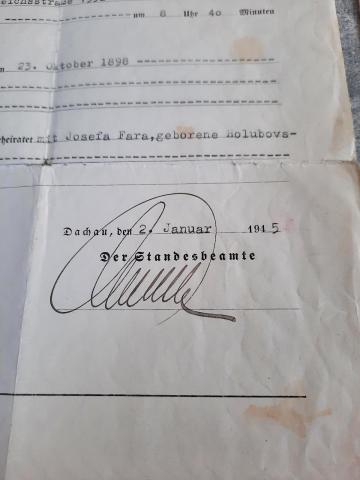 um 8 Uhr 40 Minuten
n 23. Oktober 1898
heiratet mit Josefa Fara, geborene Holubovs-
Dachau, den 2. Januar 1945
Der Standesbeamte